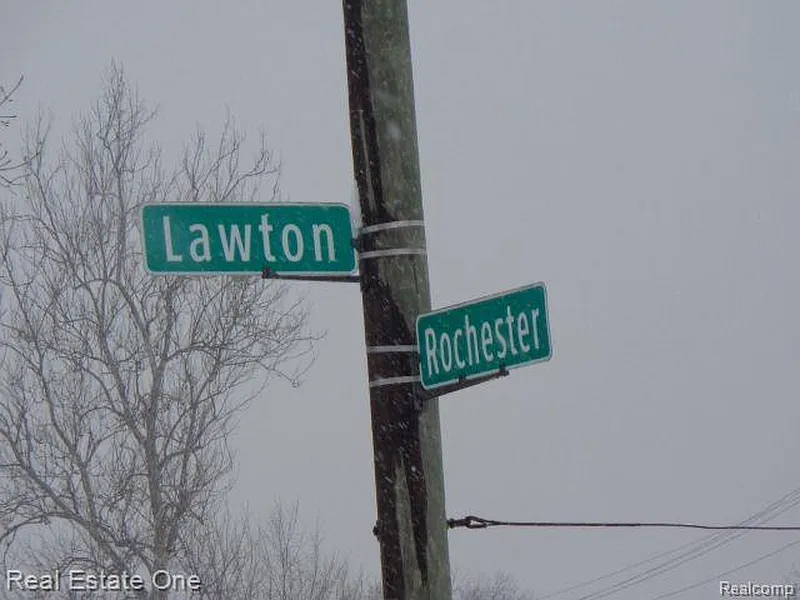 Lawton
Rochester
Real Estate One
Realcomp